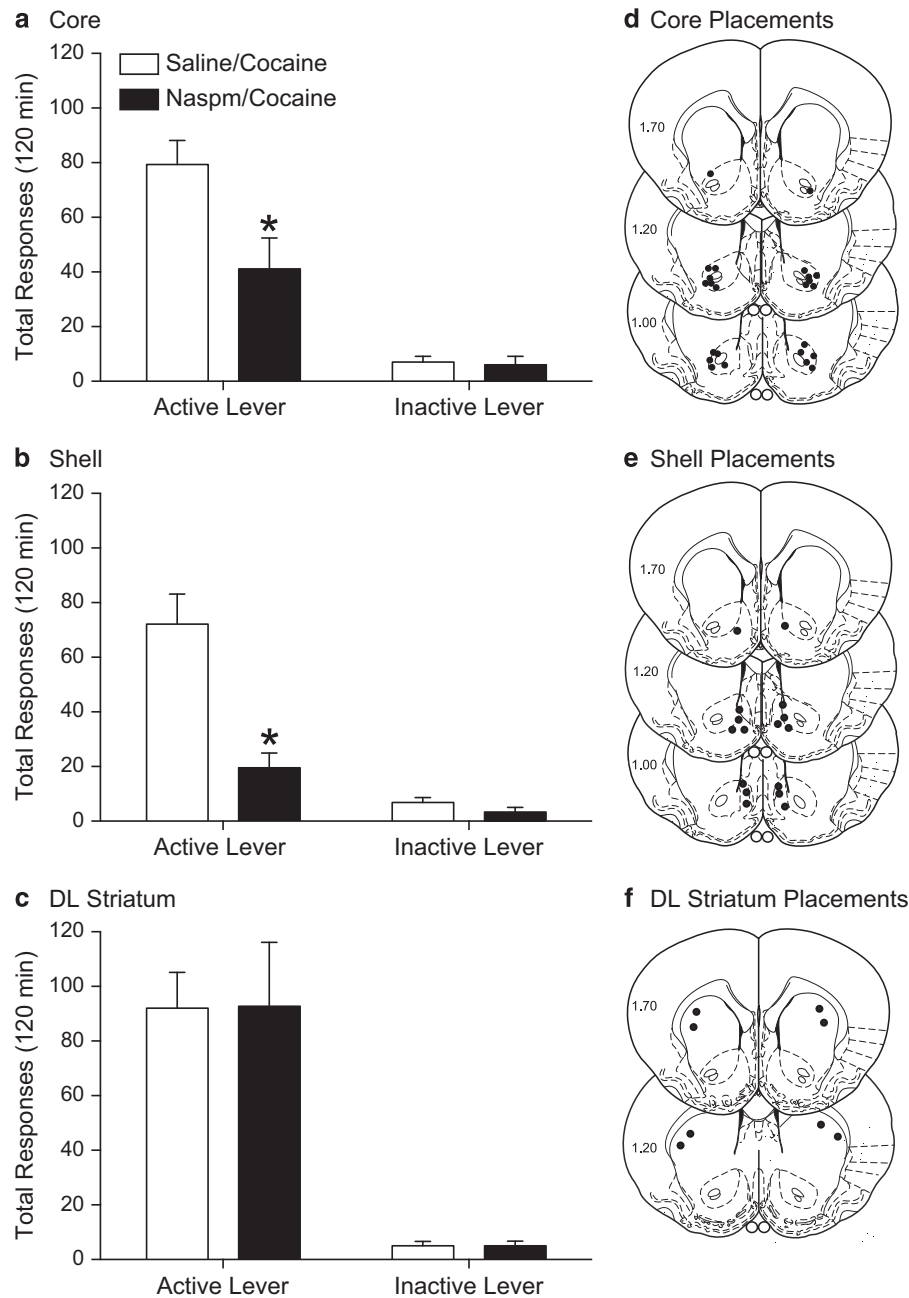 a Core
Total Responses (120 min)
120
100
80
60
40
20
0
Saline/Cocaine
Naspm/Cocaine
*
Active Lever
Inactive Lever
d Core Placements
1.70
1.20
1.00
b Shell
Total Responses (120 min)
120
100
80
60
40
20
0
*
Active Lever
Inactive Lever
e Shell Placements
1.70
1.20
1.00
c DL Striatum
Total Responses (120 min)
120
100
80
60
40
20
0
Active Lever
Inactive Lever
f DL Striatum Placements
1.70
1.20